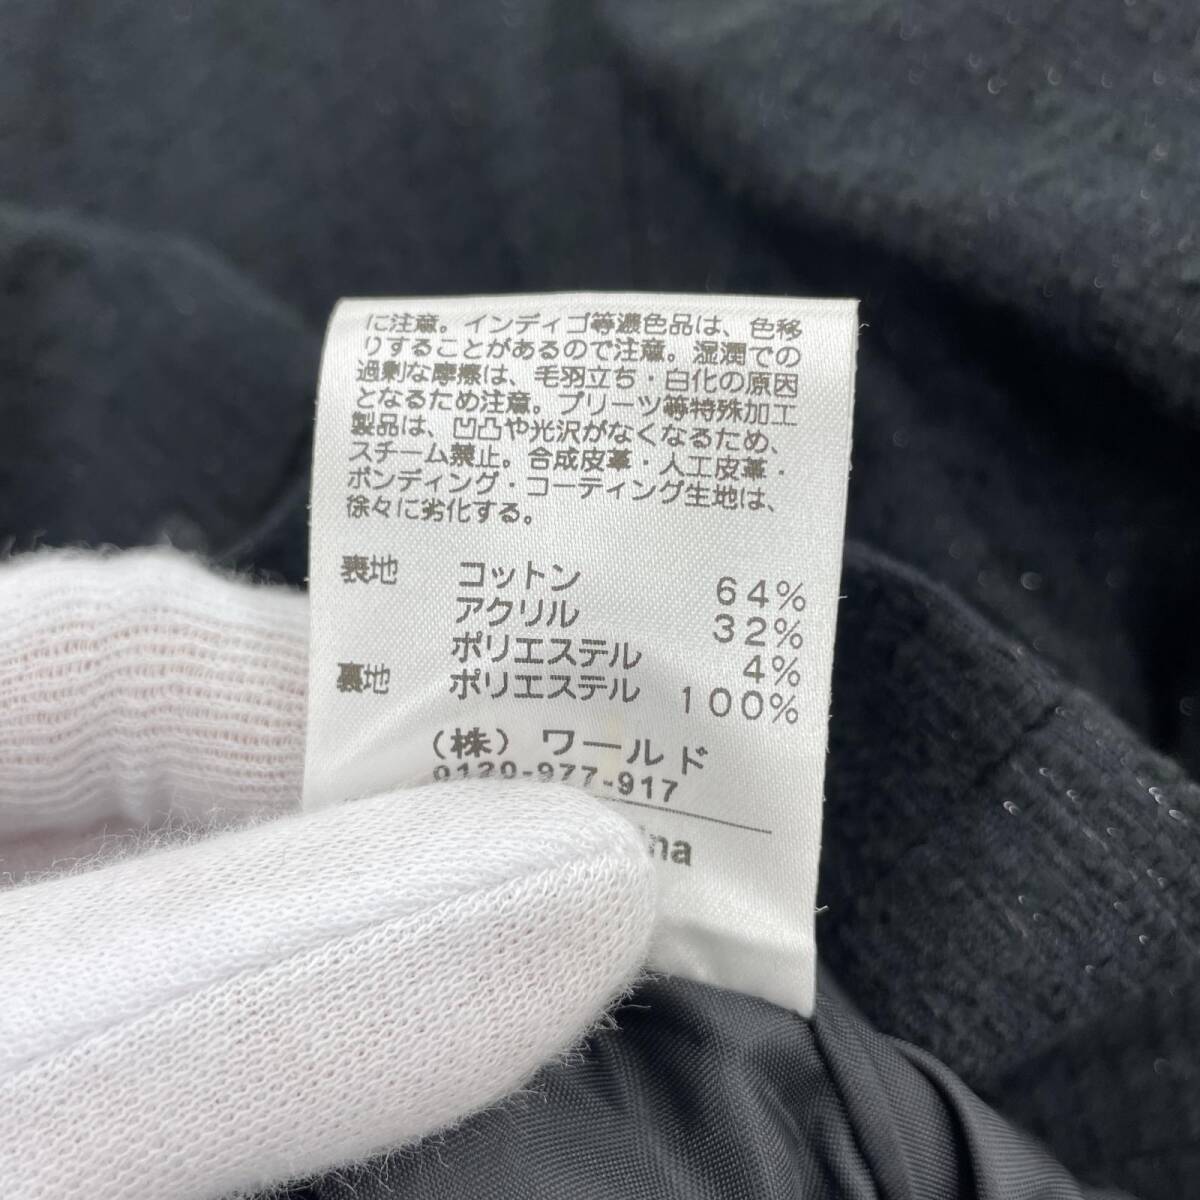 に注意。インディゴ等濃色品は、色移
りすることがあるので注意。湿潤での
過剰な摩擦は、毛羽立ち・白化の原因
となるため注意。プリーツ等特殊加工
製品は、凹凸や光沢がなくなるため、
スチーム禁止。合成皮革・人工皮革・
ボンディング・コーティング生地は、
徐々に劣化する。
表地 コットン 64%
アクリル 32%
ポリエステル 4%
裏地 ポリエステル 100%
(株) ワールド
0120-977-917
ina